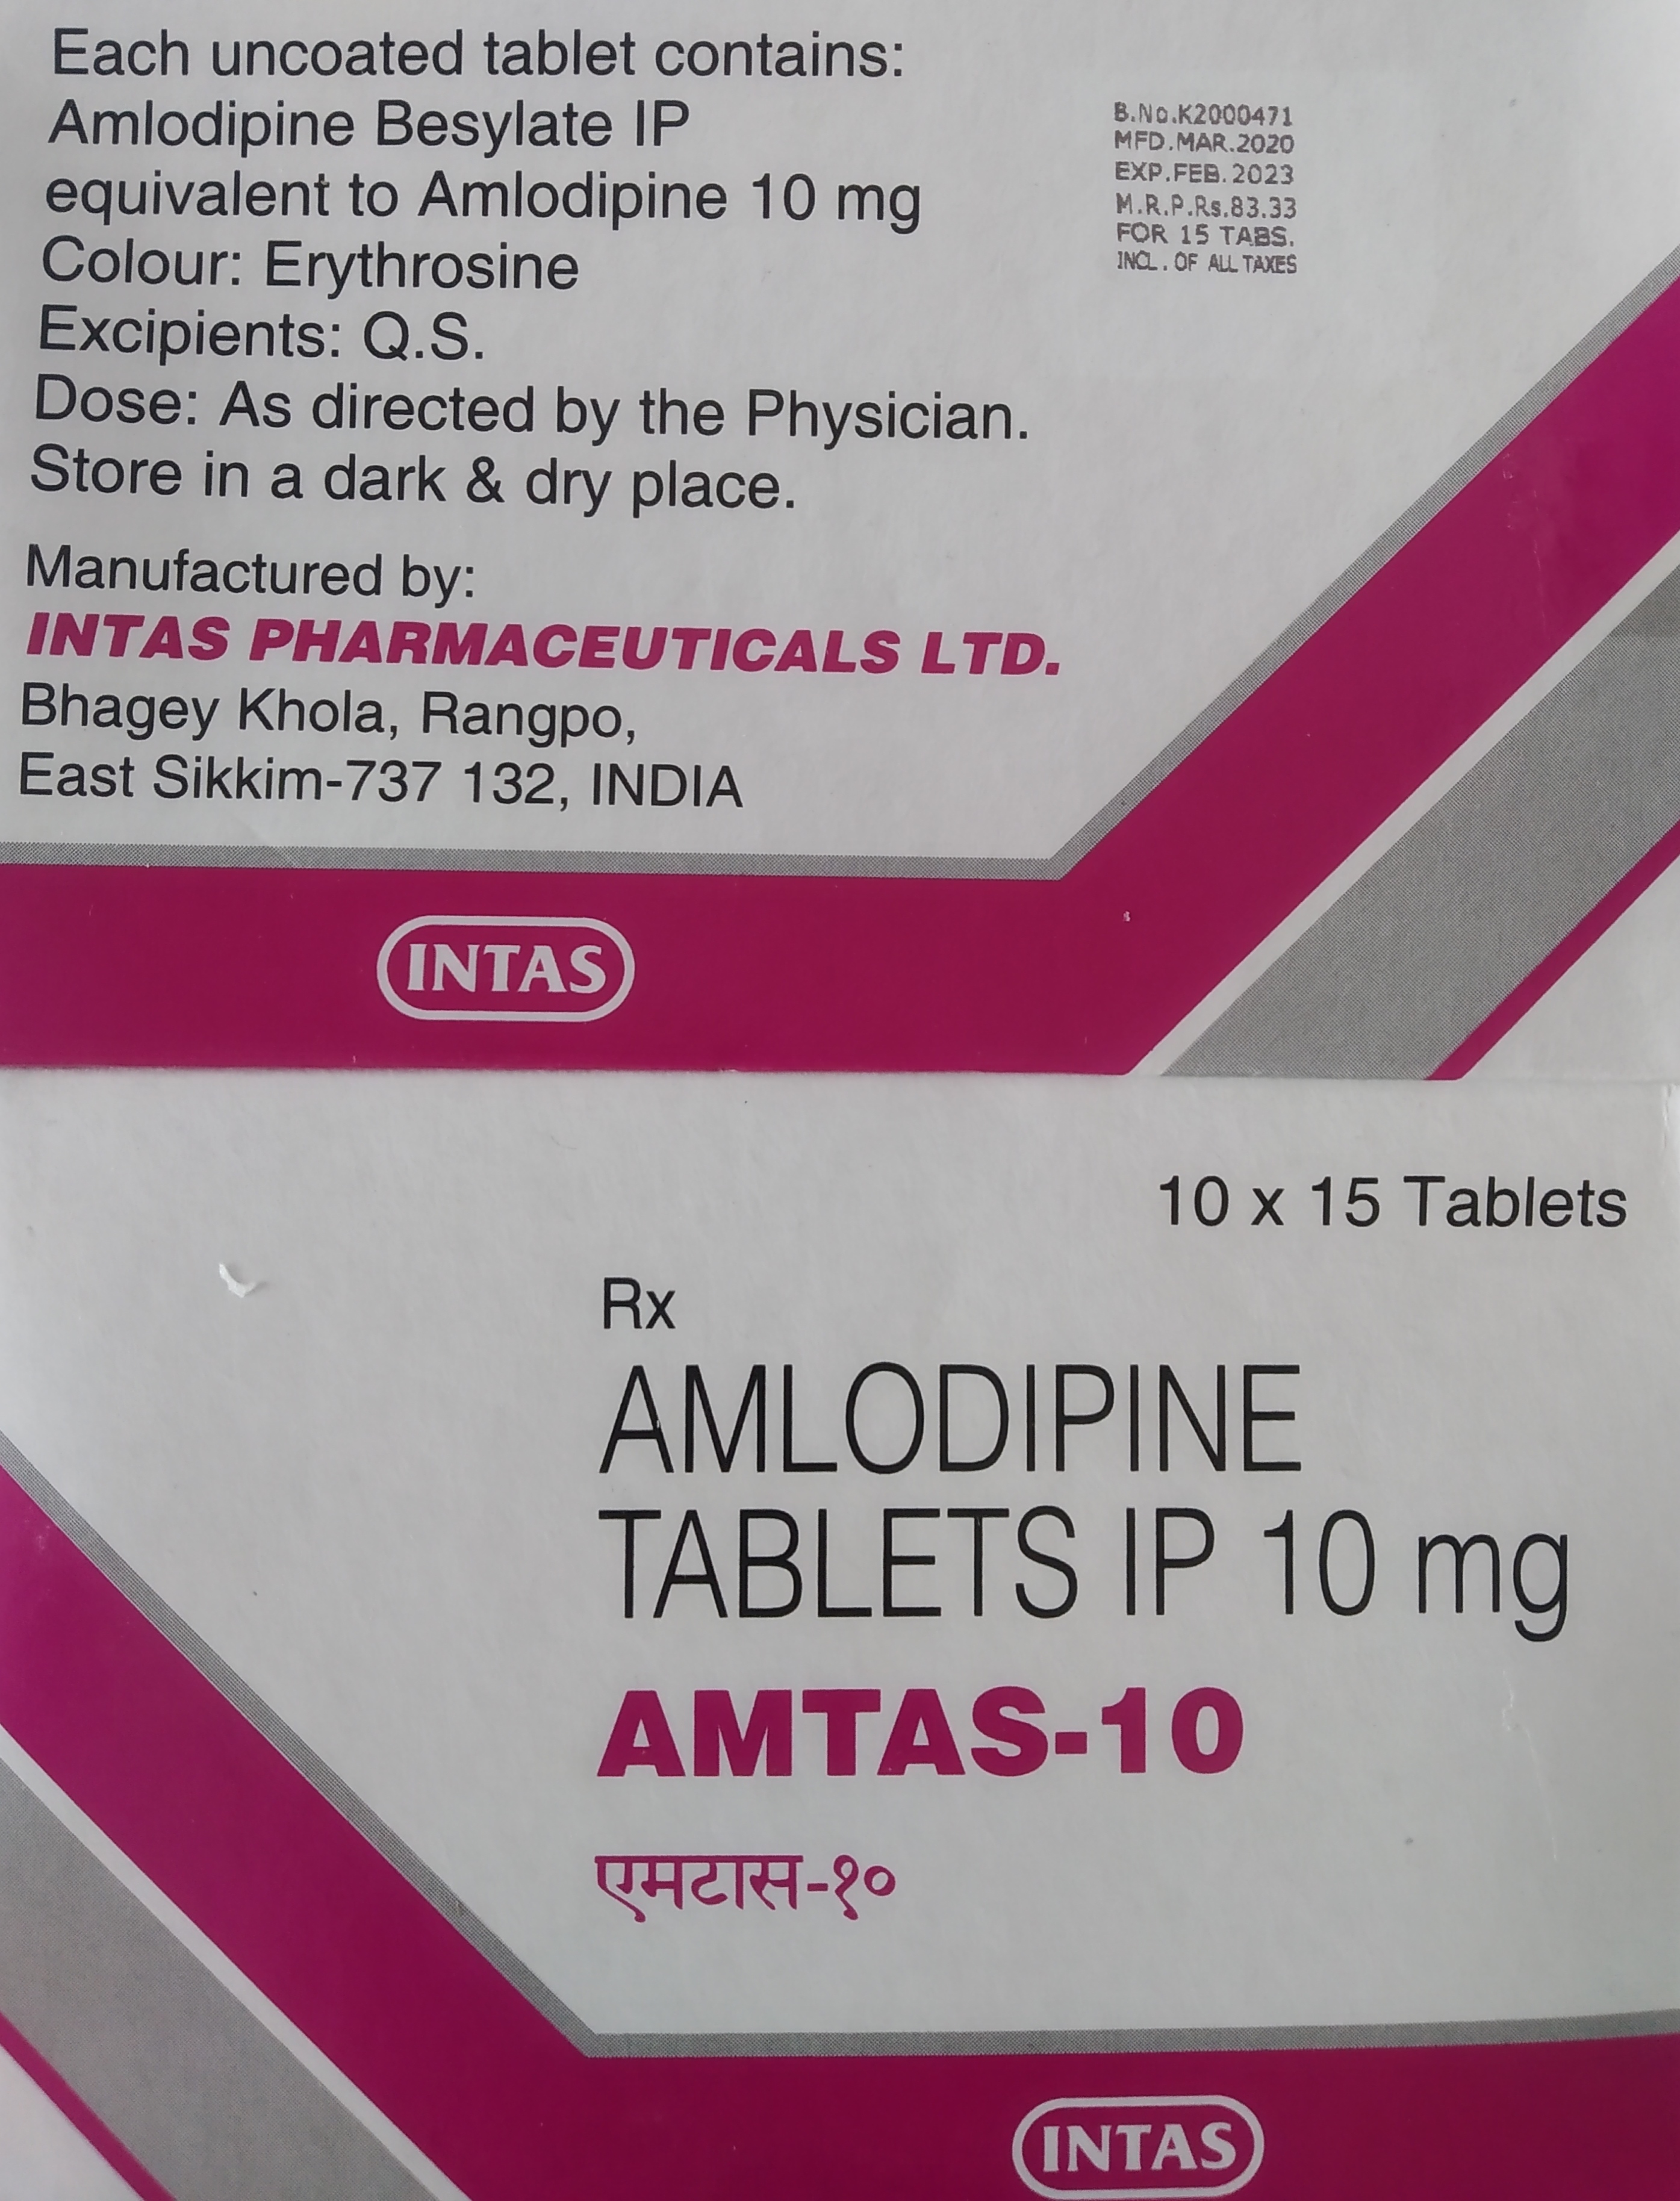 Each uncoated tablet contains:
Amlodipine Besylate IP
equivalent to Amlodipine 10 mg
Colour: Erythrosine
Excipients: Q.S.
Dose: As directed by the Physician.
Store in a dark & dry place.
B.No.K2000471
MFD.MAR.2020
EXP.FEB.2023
M.R.P.Rs.83.33
FOR 15 TABS.
INCL. OF ALL TAXES
Manufactured by:
INTAS PHARMACEUTICALS LTD.
Bhagey Khola, Rangpo,
East Sikkim-737 132, INDIA
INTAS
10 x 15 Tablets
Rx
AMLODIPINE
TABLETS IP 10 mg
AMTAS-10
एमटास-१०
INTAS